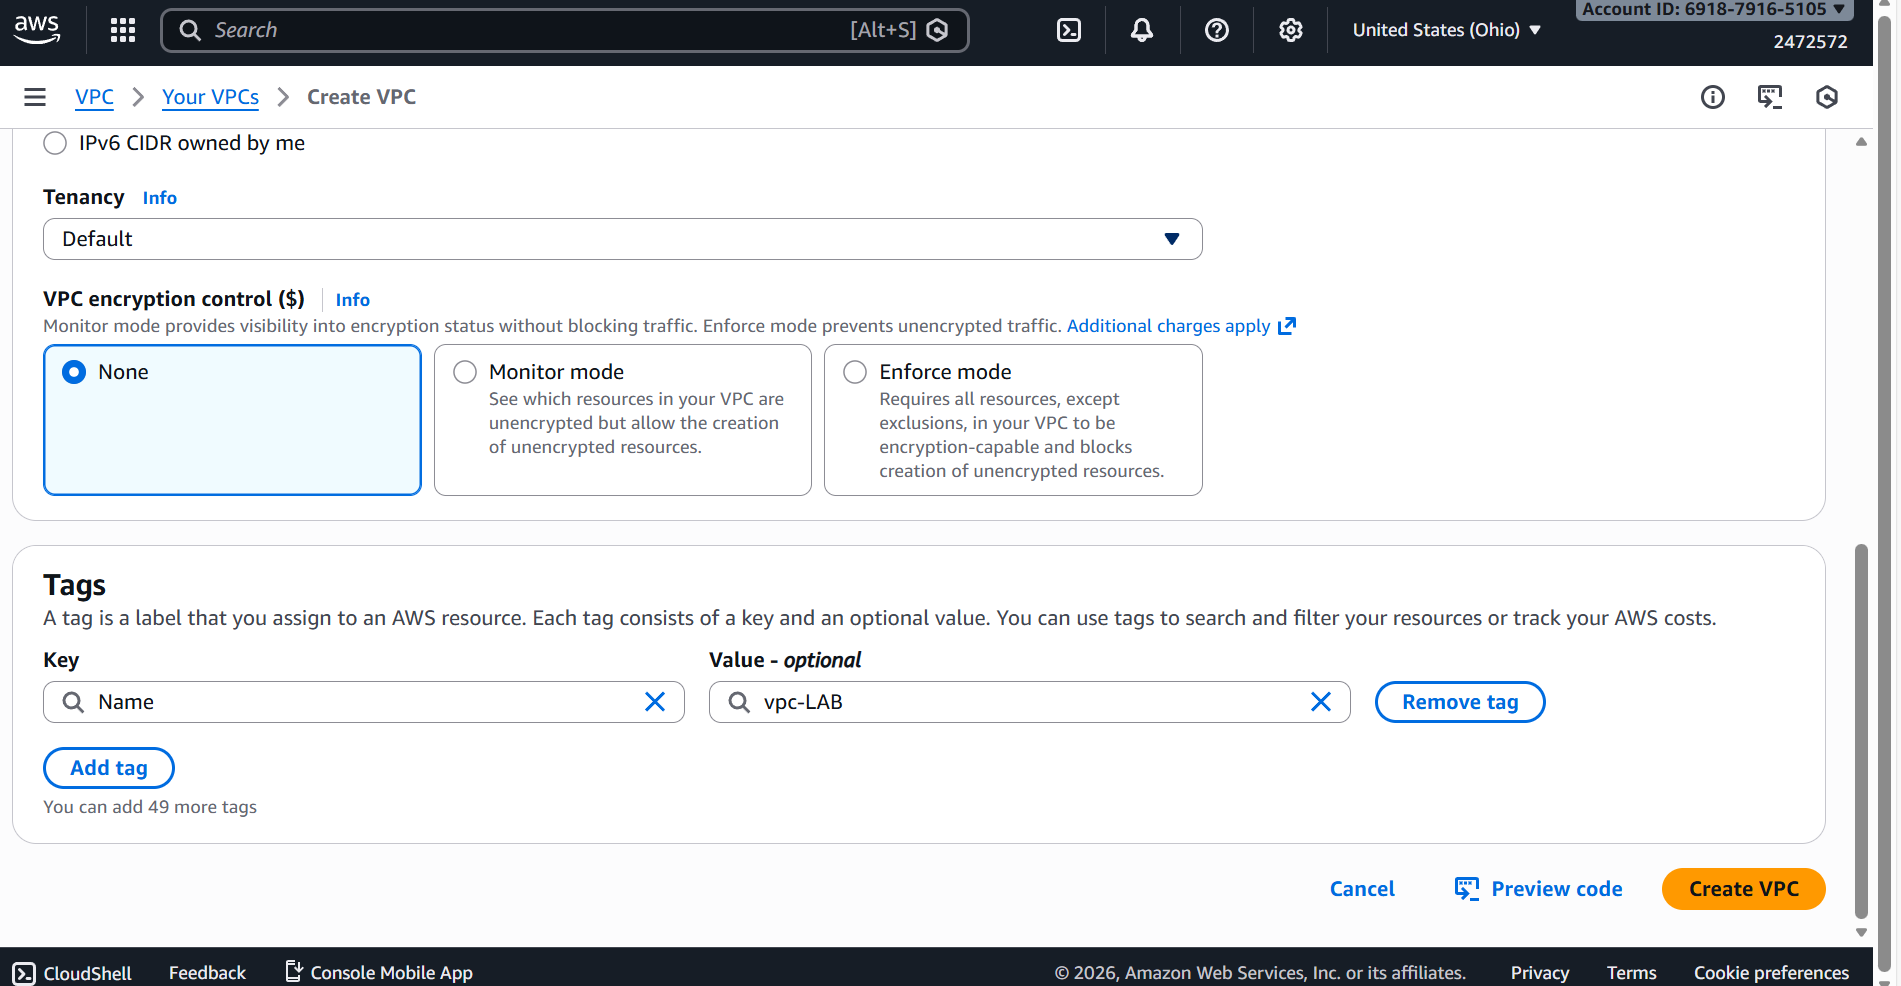 aws
Search [Alt+S]
United States (Ohio)
Account ID: 6918-7916-5105
2472572
VPC
Your VPCs
Create VPC
IPv6 CIDR owned by me
Tenancy Info
Default
VPC encryption control ($) Info
Monitor mode provides visibility into encryption status without blocking traffic. Enforce mode prevents unencrypted traffic. Additional charges apply
None
Monitor mode
See which resources in your VPC are
unencrypted but allow the creation
of unencrypted resources.
Enforce mode
Requires all resources, except
exclusions, in your VPC to be
encryption-capable and blocks
creation of unencrypted resources.
Tags
A tag is a label that you assign to an AWS resource. Each tag consists of a key and an optional value. You can use tags to search and filter your resources or track your AWS costs.
Key
Value - optional
Name
vpc-LAB
Remove tag
Add tag
You can add 49 more tags
Cancel
Preview code
Create VPC
CloudShell
Feedback
Console Mobile App
© 2026, Amazon Web Services, Inc. or its affiliates.
Privacy
Terms
Cookie preferences